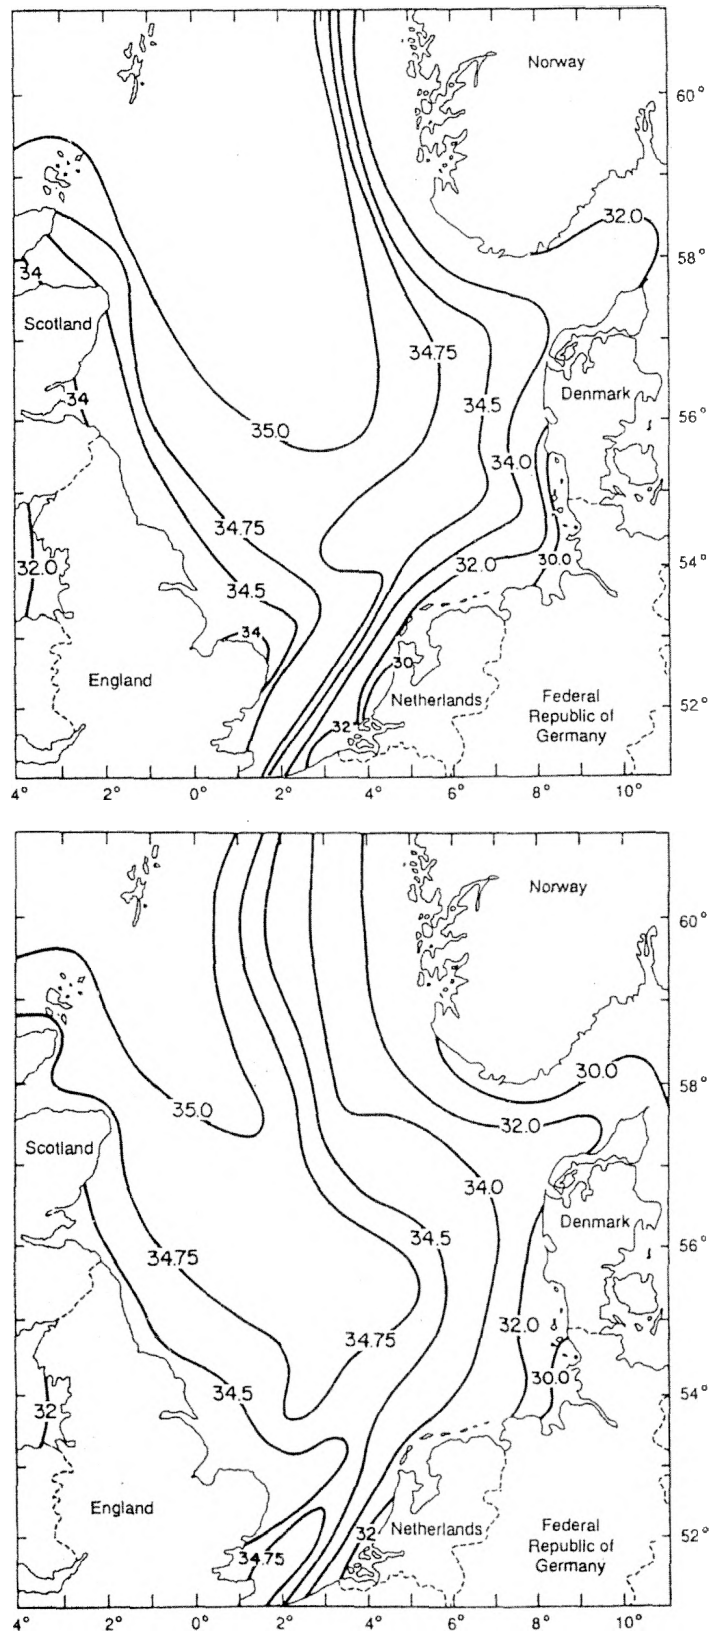 Norway
60°
32.0
58°
34
Scotland
34.75
Denmark
34
34.5
56°
35.0
34.0
34.75
54°
32.0
32.0
30.0
34.5
34
30
England
Netherlands
Federal
Republic of
Germany
52°
32
4° 2° 0° 2° 4° 6° 8° 10°
Norway
60°
30.0
58°
35.0
32.0
Scotland
34.0
Denmark
34.5
56°
34.75
32.0
34.75
30.0
34.5
54°
32
England
32
Netherlands
Federal
Republic of
Germany
52°
34.75
4° 2° 0° 2° 4° 6° 8° 10°